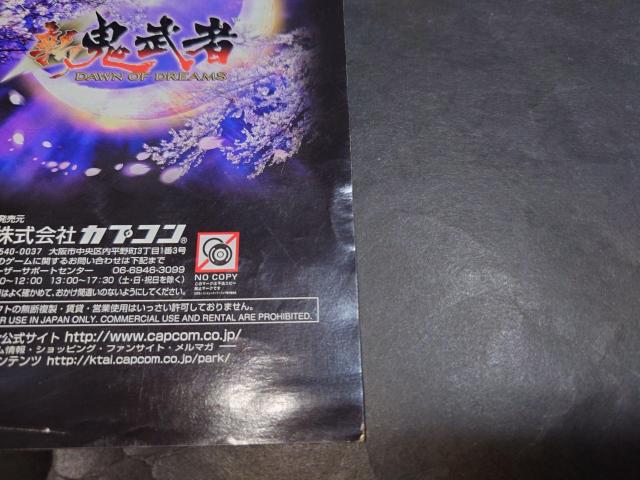 新鬼武者
DAWN OF DREAMS
発売元
株式会社カプコン®
540-0037 大阪市中央区内平野町3丁目1番3号
のゲームに関するお問い合わせは下記まで
ーザーサポートセンター 06-6946-3099
0〜12:00 13:00〜17:30 (土・日・祝日を除く)
はよく確かめて、おかけ間違いのないようにしてください。
NO COPY
フトの無断複製・賃貸・営業使用はいっさい許可しておりません。
R USE IN JAPAN ONLY. COMMERCIAL USE AND RENTAL ARE PROHIBITED.
公式サイト http://www.capcom.co.jp/
ム情報・ショッピング・ファンサイト・メルマガ
ンテンツ http://ktai.capcom.co.jp/park/